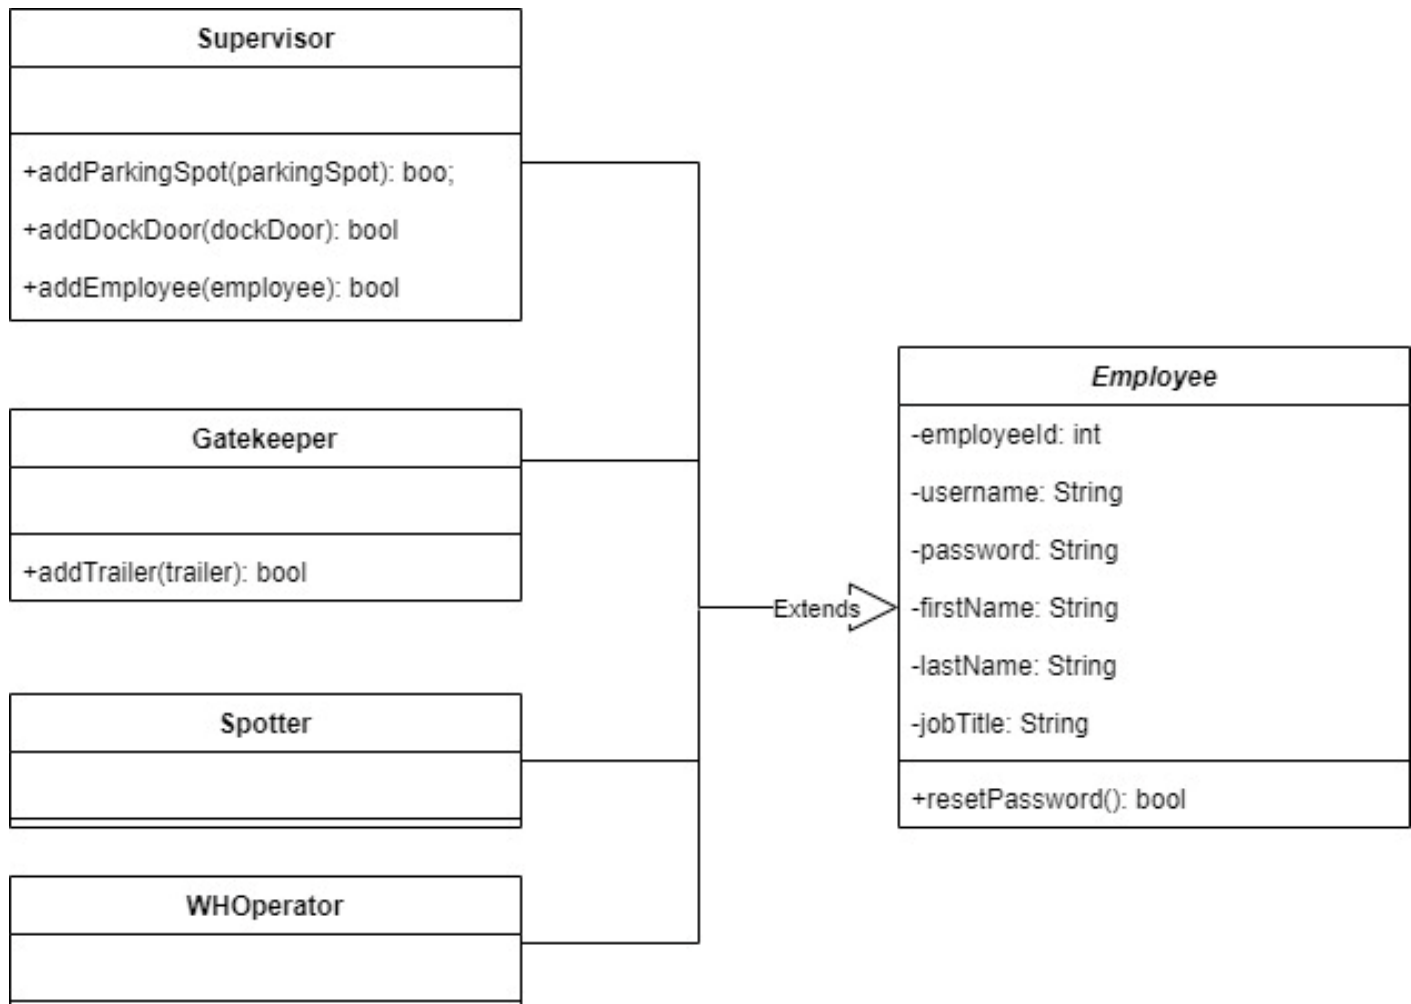 Supervisor
+addParkingSpot(parkingSpot): boo;
+addDockDoor(dockDoor): bool
+addEmployee(employee): bool
Gatekeeper
+addTrailer(trailer): bool
Spotter
WHOperator
Extends
Employee
-employeeId: int
-username: String
-password: String
-firstName: String
-lastName: String
-jobTitle: String
+resetPassword(): bool